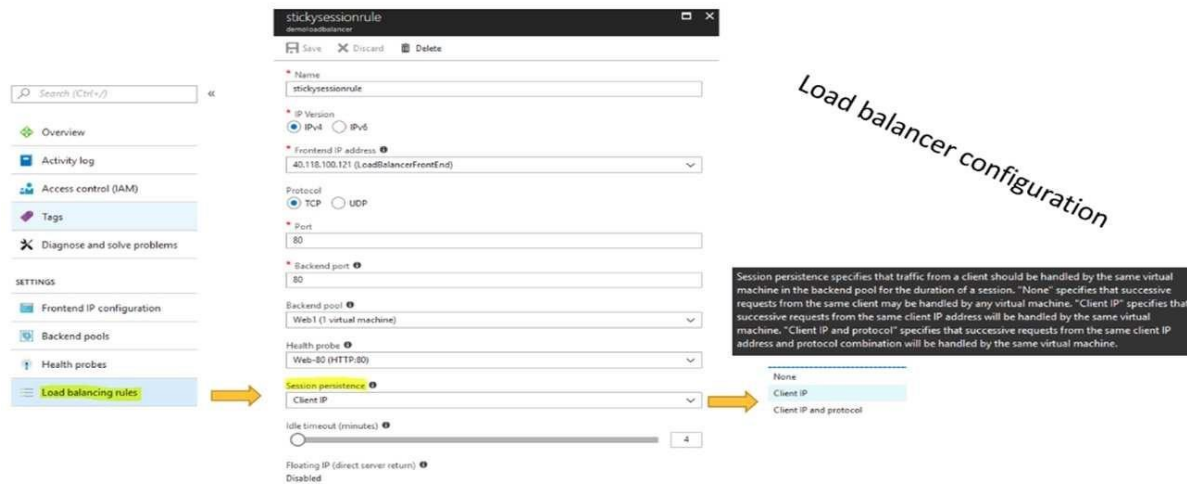 stickysessionrule
demoloadbalancer
Save Discard Delete
Search (Ctrl+/)
Overview
Activity log
Access control (IAM)
Tags
Diagnose and solve problems
SETTINGS
Frontend IP configuration
Backend pools
Health probes
Load balancing rules
* Name
stickysessionrule
* IP Version
IPv4 IPv6
* Frontend IP address
40.118.100.121 (LoadBalancerFrontEnd)
Protocol
TCP UDP
* Port
80
* Backend port
80
Backend pool
Web1 (1 virtual machine)
Health probe
Web-80 (HTTP:80)
Session persistence
Client IP
Idle timeout (minutes)
4
Floating IP (direct server return)
Disabled
Load balancer configuration
Session persistence specifies that traffic from a client should be handled by the same virtual
machine in the backend pool for the duration of a session. "None" specifies that successive
requests from the same client may be handled by any virtual machine. "Client IP" specifies that
successive requests from the same client IP address will be handled by the same virtual
machine. "Client IP and protocol" specifies that successive requests from the same client IP
address and protocol combination will be handled by the same virtual machine.
None
Client IP
Client IP and protocol